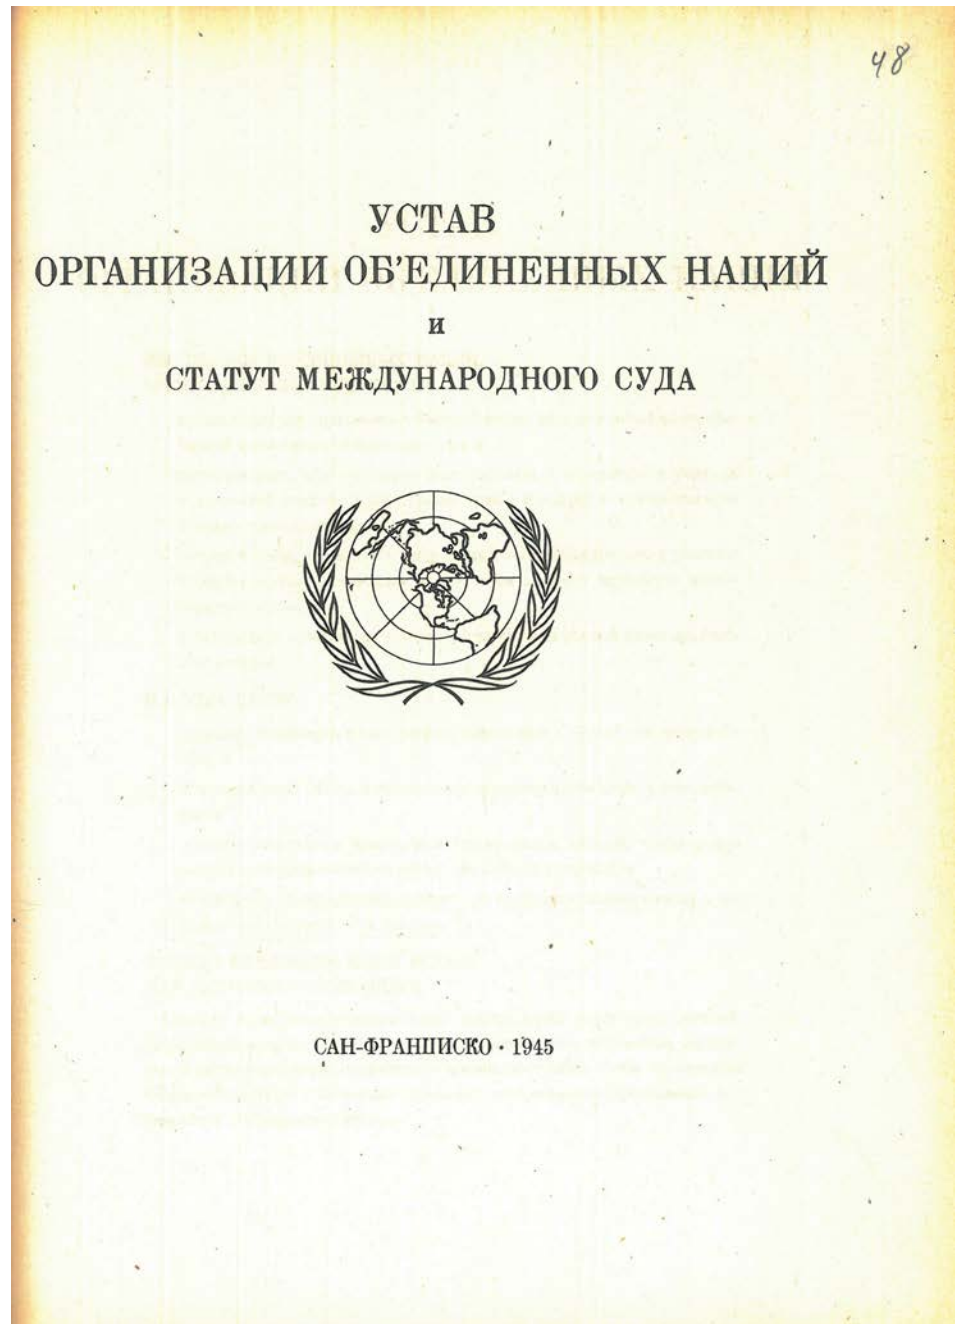 48
УСТАВ
ОРГАНИЗАЦИИ ОБ’ЕДИНЕННЫХ НАЦИЙ
и
СТАТУТ МЕЖДУНАРОДНОГО СУДА
САН-ФРАНЦИСКО · 1945